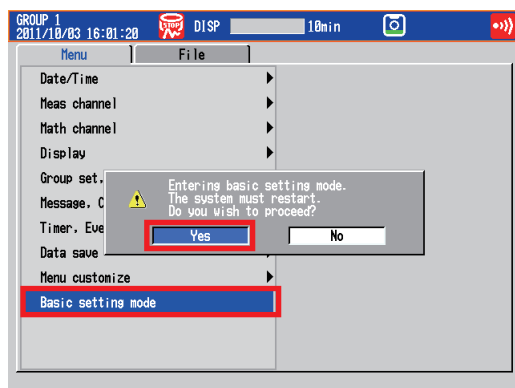 GROUP 1
2011/10/03 16:01:20
STOP
DISP
10min
Menu
File
Date/Time
Meas channel
Math channel
Display
Group set,
Message, C
Timer, Eve
Data save
Menu customize
Basic setting mode
Entering basic setting mode.
The system must restart.
Do you wish to proceed?
Yes
No